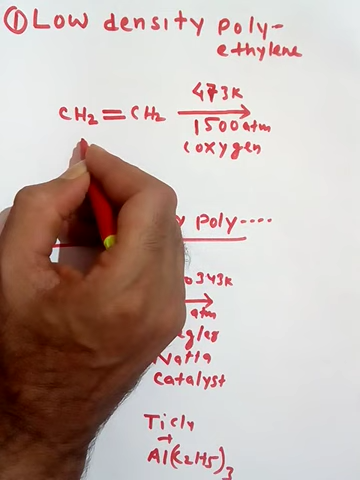 ① Low density poly-
ethylene
CH₂=CH₂
473K
1500 atm
(oxygen
poly....
343K
atm
Natta
Catalyst
Ticl₄
+
Al(C₂H₅)₃